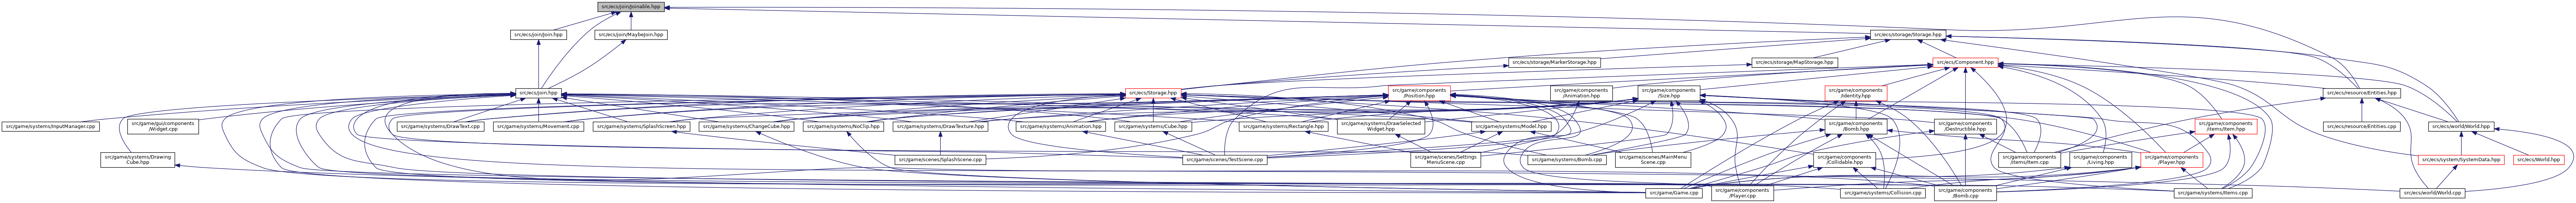 src/ecs/join/Joinable.hpp
src/ecs/join/Join.hpp
src/ecs/join/MaybeJoin.hpp
src/ecs/storage/Storage.hpp
src/ecs/storage/MarkerStorage.hpp
src/ecs/storage/MapStorage.hpp
src/ecs/Component.hpp
src/ecs/Join.hpp
src/ecs/Storage.hpp
src/game/components
/Position.hpp
src/game/components
/Animation.hpp
src/game/components
/Size.hpp
src/game/components
/Identity.hpp
src/ecs/resource/Entities.hpp
src/game/systems/InputManager.cpp
src/game/gui/components
/Widget.cpp
src/game/systems/DrawText.cpp
src/game/systems/Movement.cpp
src/game/systems/SplashScreen.hpp
src/game/systems/ChangeCube.hpp
src/game/systems/NoClip.hpp
src/game/systems/DrawTexture.hpp
src/game/systems/Animation.hpp
src/game/systems/Cube.hpp
src/game/systems/Rectangle.hpp
src/game/systems/DrawSelected
Widget.hpp
src/game/systems/Model.hpp
src/game/components
/Bomb.hpp
src/game/components
/Destructible.hpp
src/game/components
/items/Item.hpp
src/ecs/resource/Entities.cpp
src/ecs/world/World.hpp
src/game/systems/Drawing
Cube.hpp
src/game/scenes/SplashScene.cpp
src/game/scenes/TestScene.cpp
src/game/scenes/Settings
MenuScene.cpp
src/game/systems/Bomb.cpp
src/game/scenes/MainMenu
Scene.cpp
src/game/components
/Collidable.hpp
src/game/components
/items/Item.cpp
src/game/components
/Living.hpp
src/game/components
/Player.hpp
src/ecs/system/SystemData.hpp
src/ecs/World.hpp
src/game/Game.cpp
src/game/components
/Player.cpp
src/game/systems/Collision.cpp
src/game/components
/Bomb.cpp
src/game/systems/Items.cpp
src/ecs/world/World.cpp